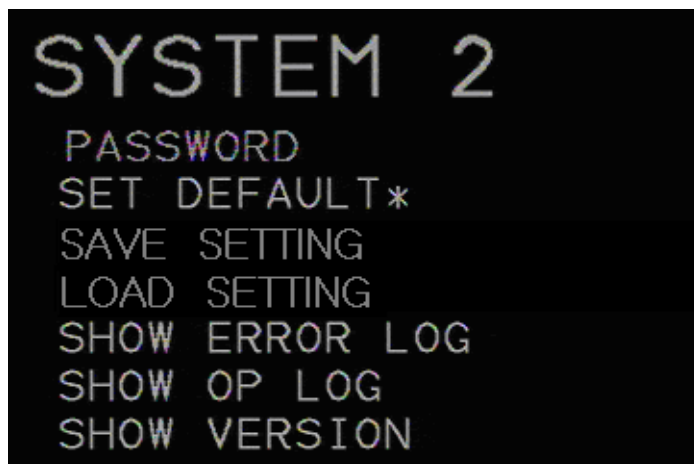 SYSTEM 2
PASSWORD
SET DEFAULT*
SAVE SETTING
LOAD SETTING
SHOW ERROR LOG
SHOW OP LOG
SHOW VERSION